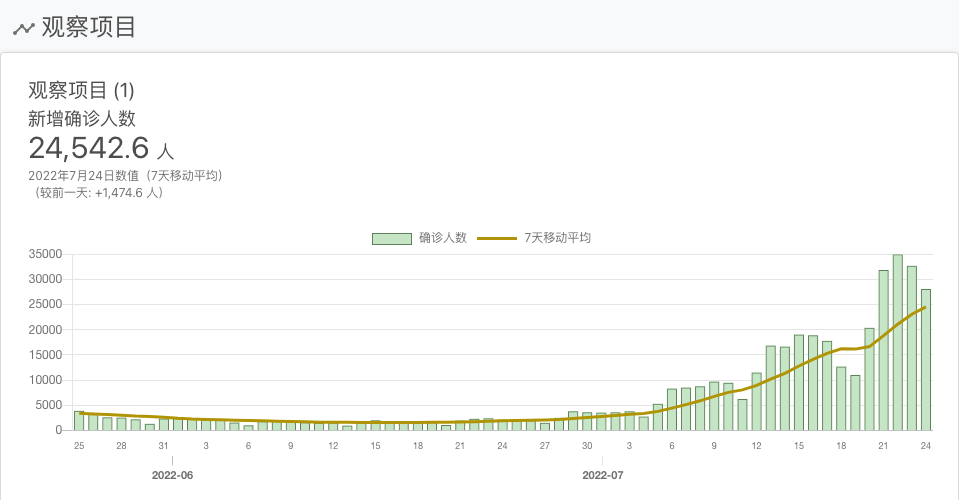 观察项目
观察项目 (1)
新增确诊人数
24,542.6 人
2022年7月24日数值（7天移动平均）
（较前一天: +1,474.6 人）
确诊人数 7天移动平均
35000
30000
25000
20000
15000
10000
5000
0
25 28 31 3 6 9 12 15 18 21 24 27 30 3 6 9 12 15 18 21 24
2022-06 2022-07